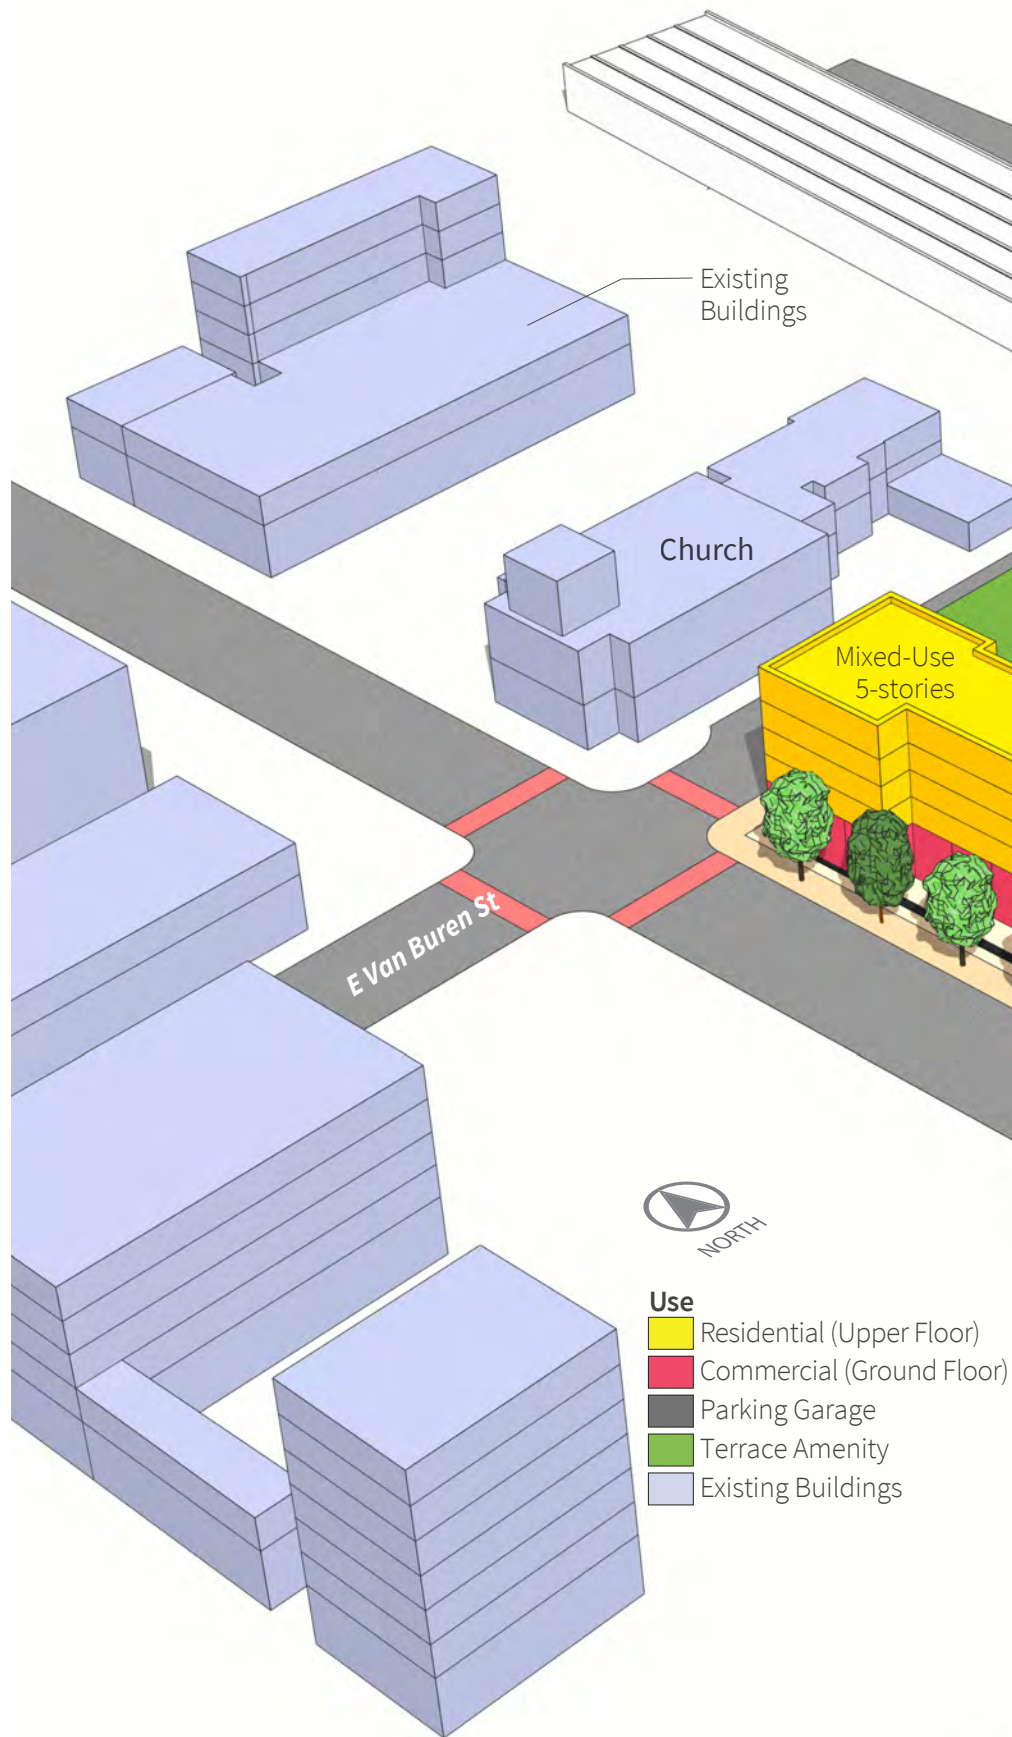 Existing
Buildings
Church
Mixed-Use
5-stories
E Van Buren St
NORTH
Use
Residential (Upper Floor)
Commercial (Ground Floor)
Parking Garage
Terrace Amenity
Existing Buildings